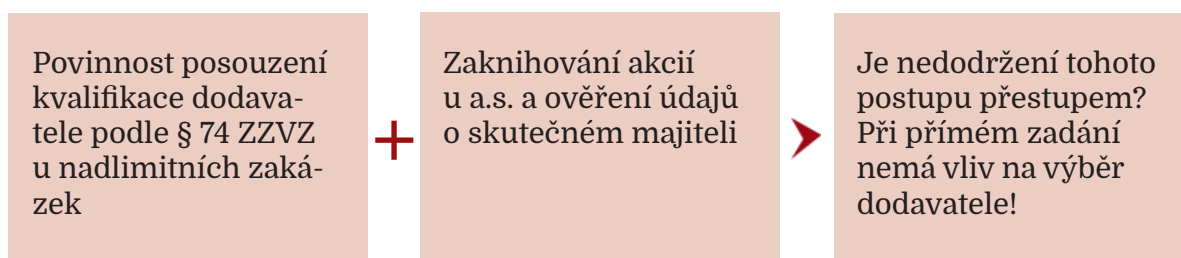 Povinnost posouzení
kvalifikace dodava-
tele podle § 74 ZZVZ
u nadlimitních zaká-
zek
+
Zaknihování akcií
u a.s. a ověření údajů
o skutečném majiteli
Je nedodržení tohoto
postupu přestupem?
Při přímém zadání
nemá vliv na výběr
dodavatele!